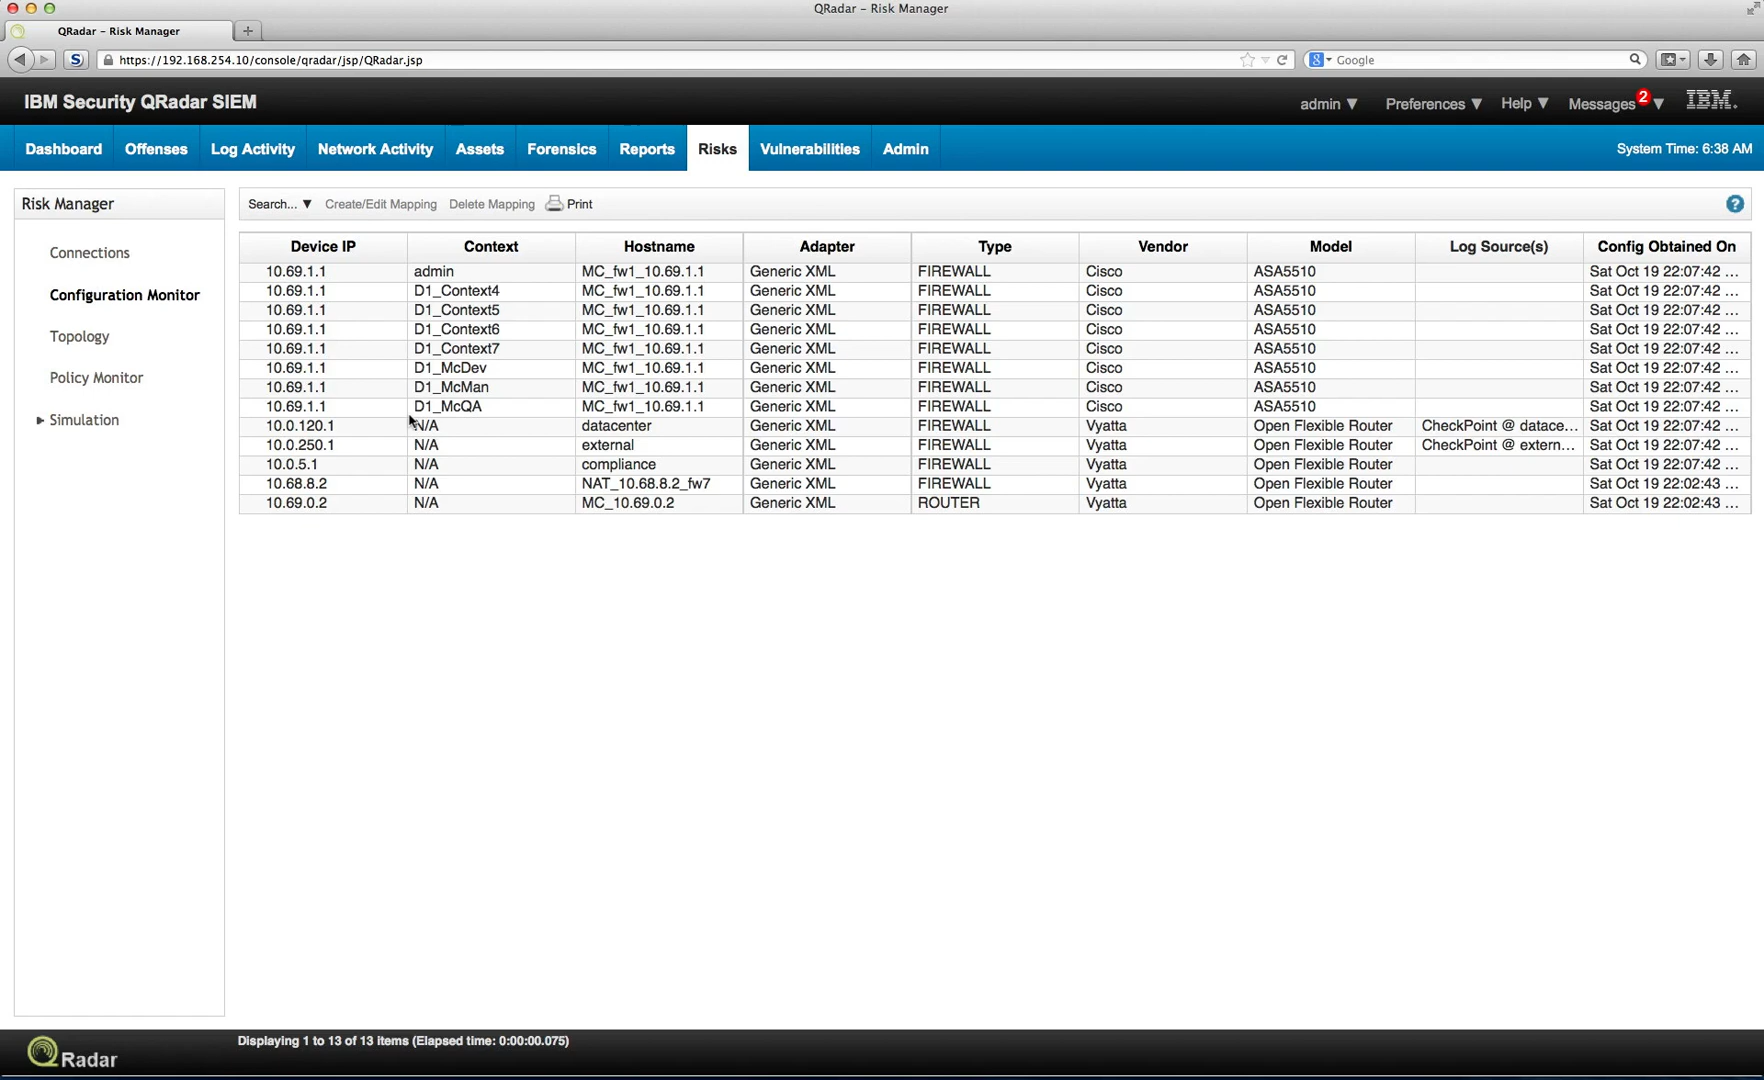 QRadar – Risk Manager
QRadar – Risk Manager
https://192.168.254.10/console/qradar/jsp/QRadar.jsp
Google
IBM Security QRadar SIEM
admin ▼ Preferences ▼ Help ▼ Messages 2 ▼ IBM.
Dashboard Offenses Log Activity Network Activity Assets Forensics Reports Risks Vulnerabilities Admin System Time: 6:38 AM
Risk Manager
Connections
Configuration Monitor
Topology
Policy Monitor
Simulation
Search... ▼ Create/Edit Mapping Delete Mapping Print ?
Device IP Context Hostname Adapter Type Vendor Model Log Source(s) Config Obtained On
10.69.1.1 admin MC_fw1_10.69.1.1 Generic XML FIREWALL Cisco ASA5510 Sat Oct 19 22:07:42 ...
10.69.1.1 D1_Context4 MC_fw1_10.69.1.1 Generic XML FIREWALL Cisco ASA5510 Sat Oct 19 22:07:42 ...
10.69.1.1 D1_Context5 MC_fw1_10.69.1.1 Generic XML FIREWALL Cisco ASA5510 Sat Oct 19 22:07:42 ...
10.69.1.1 D1_Context6 MC_fw1_10.69.1.1 Generic XML FIREWALL Cisco ASA5510 Sat Oct 19 22:07:42 ...
10.69.1.1 D1_Context7 MC_fw1_10.69.1.1 Generic XML FIREWALL Cisco ASA5510 Sat Oct 19 22:07:42 ...
10.69.1.1 D1_McDev MC_fw1_10.69.1.1 Generic XML FIREWALL Cisco ASA5510 Sat Oct 19 22:07:42 ...
10.69.1.1 D1_McMan MC_fw1_10.69.1.1 Generic XML FIREWALL Cisco ASA5510 Sat Oct 19 22:07:42 ...
10.69.1.1 D1_McQA MC_fw1_10.69.1.1 Generic XML FIREWALL Cisco ASA5510 Sat Oct 19 22:07:42 ...
10.0.120.1 N/A datacenter Generic XML FIREWALL Vyatta Open Flexible Router CheckPoint @ datace... Sat Oct 19 22:07:42 ...
10.0.250.1 N/A external Generic XML FIREWALL Vyatta Open Flexible Router CheckPoint @ extern... Sat Oct 19 22:07:42 ...
10.0.5.1 N/A compliance Generic XML FIREWALL Vyatta Open Flexible Router Sat Oct 19 22:07:42 ...
10.68.8.2 N/A NAT_10.68.8.2_fw7 Generic XML FIREWALL Vyatta Open Flexible Router Sat Oct 19 22:02:43 ...
10.69.0.2 N/A MC_10.69.0.2 Generic XML ROUTER Vyatta Open Flexible Router Sat Oct 19 22:02:43 ...
Radar
Displaying 1 to 13 of 13 items (Elapsed time: 0:00:00.075)